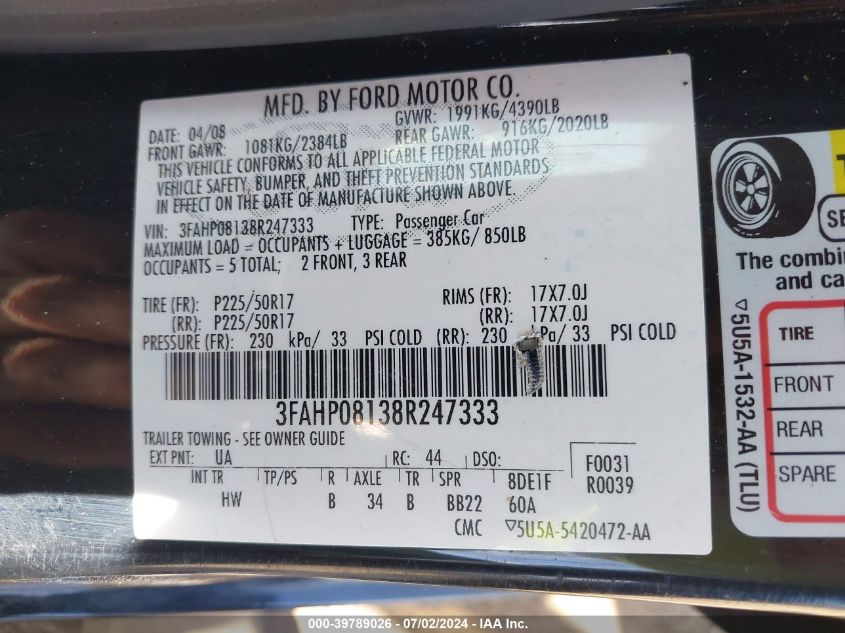 MFD. BY FORD MOTOR CO.
DATE: 04/08 GVWR: 1991KG/4390LB
FRONT GAWR: 1081KG/2384LB REAR GAWR: 916KG/2020LB
THIS VEHICLE CONFORMS TO ALL APPLICABLE FEDERAL MOTOR
VEHICLE SAFETY, BUMPER, AND THEFT PREVENTION STANDARDS
IN EFFECT ON THE DATE OF MANUFACTURE SHOWN ABOVE.
VIN: 3FAHP08138R247333 TYPE: Passenger Car
MAXIMUM LOAD = OCCUPANTS + LUGGAGE = 385KG/ 850LB
OCCUPANTS = 5 TOTAL; 2 FRONT, 3 REAR
TIRE (FR): P225/50R17 RIMS (FR): 17X7.0J
(RR): P225/50R17 (RR): 17X7.0J
PRESSURE (FR): 230 kPa/ 33 PSI COLD (RR): 230 kPa/ 33 PSI COLD
3FAHP08138R247333
TRAILER TOWING - SEE OWNER GUIDE
EXT PNT: UA RC: 44 DSO: F0031
INT TR TP/PS R AXLE TR SPR 8DE1F R0039
HW B 34 B BB22 60A
CMC ▽5U5A-5420472-AA
The combin
and ca
TIRE
FRONT
REAR
SPARE
▽5U5A-1532-AA (TLU)
000-39789026 - 07/02/2024 - IAA Inc.